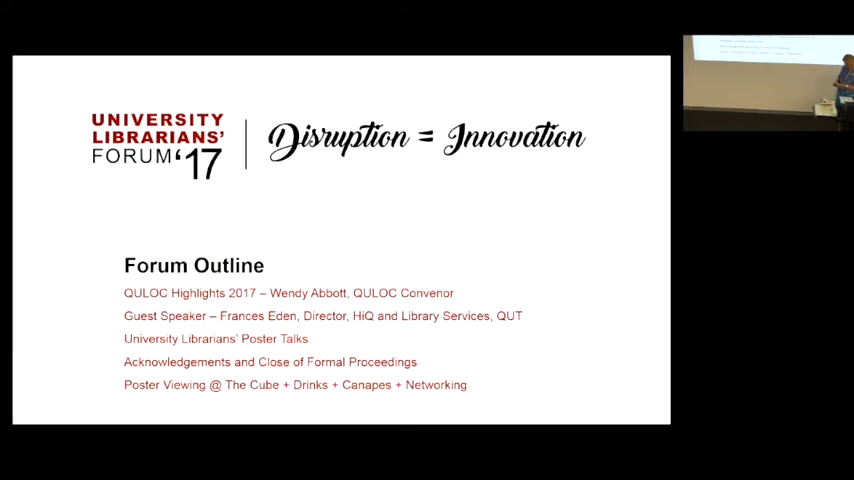 UNIVERSITY
LIBRARIANS'
FORUM '17
Disruption = Innovation
Forum Outline
QULOC Highlights 2017 – Wendy Abbott, QULOC Convenor
Guest Speaker – Frances Eden, Director, HiQ and Library Services, QUT
University Librarians' Poster Talks
Acknowledgements and Close of Formal Proceedings
Poster Viewing @ The Cube + Drinks + Canapes + Networking